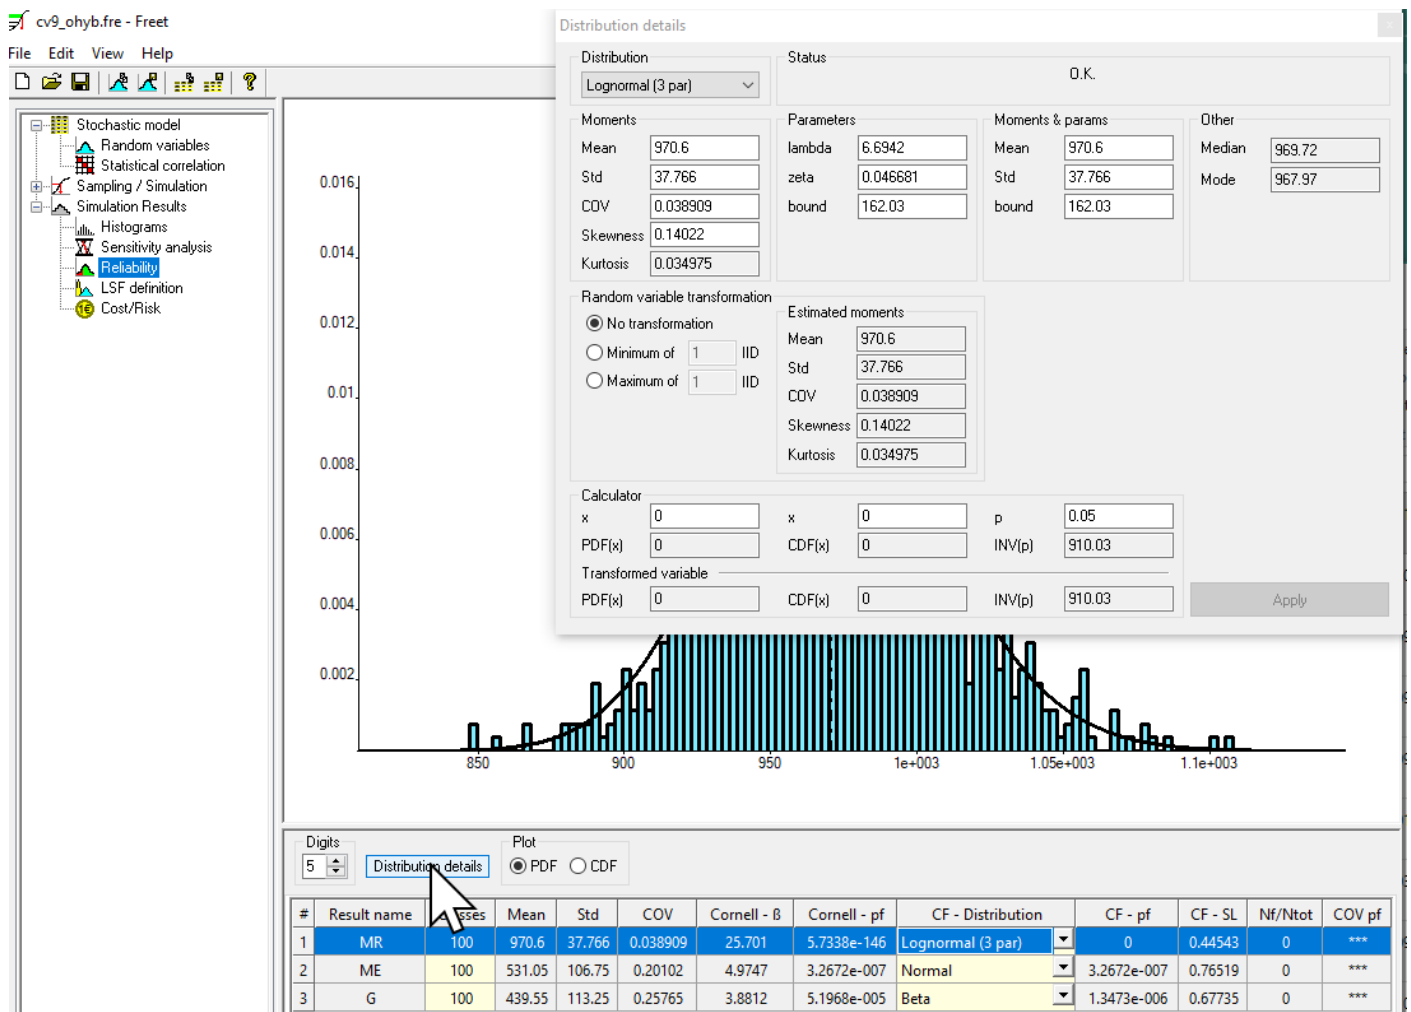 cv9_ohyb.fre - Freet
File Edit View Help
Stochastic model
Random variables
Statistical correlation
Sampling / Simulation
Simulation Results
Histograms
Sensitivity analysis
Reliability
LSF definition
Cost/Risk
Distribution details
Distribution
Lognormal (3 par)
Status
O.K.
Moments
Mean 970.6
Std 37.766
COV 0.038909
Skewness 0.14022
Kurtosis 0.034975
Parameters
lambda 6.6942
zeta 0.046681
bound 162.03
Moments & params
Mean 970.6
Std 37.766
bound 162.03
Other
Median 969.72
Mode 967.97
Random variable transformation
No transformation
Minimum of 1 IID
Maximum of 1 IID
Estimated moments
Mean 970.6
Std 37.766
COV 0.038909
Skewness 0.14022
Kurtosis 0.034975
Calculator
x 0 x 0 p 0.05
PDF(x) 0 CDF(x) 0 INV(p) 910.03
Transformed variable
PDF(x) 0 CDF(x) 0 INV(p) 910.03
Apply
0.016
0.014
0.012
0.01
0.008
0.006
0.004
0.002
850 900 950 1e+003 1.05e+003 1.1e+003
Digits
5
Distribution details
Plot
PDF CDF
# Result name Mean Std COV Cornell - ß Cornell - pf CF - Distribution CF - pf CF - SL Nf/Ntot COV pf
1 MR 100 970.6 37.766 0.038909 25.701 5.7338e-146 Lognormal (3 par) 0 0.44543 0 ***
2 ME 100 531.05 106.75 0.20102 4.9747 3.2672e-007 Normal 3.2672e-007 0.76519 0 ***
3 G 100 439.55 113.25 0.25765 3.8812 5.1968e-005 Beta 1.3473e-006 0.67735 0 ***